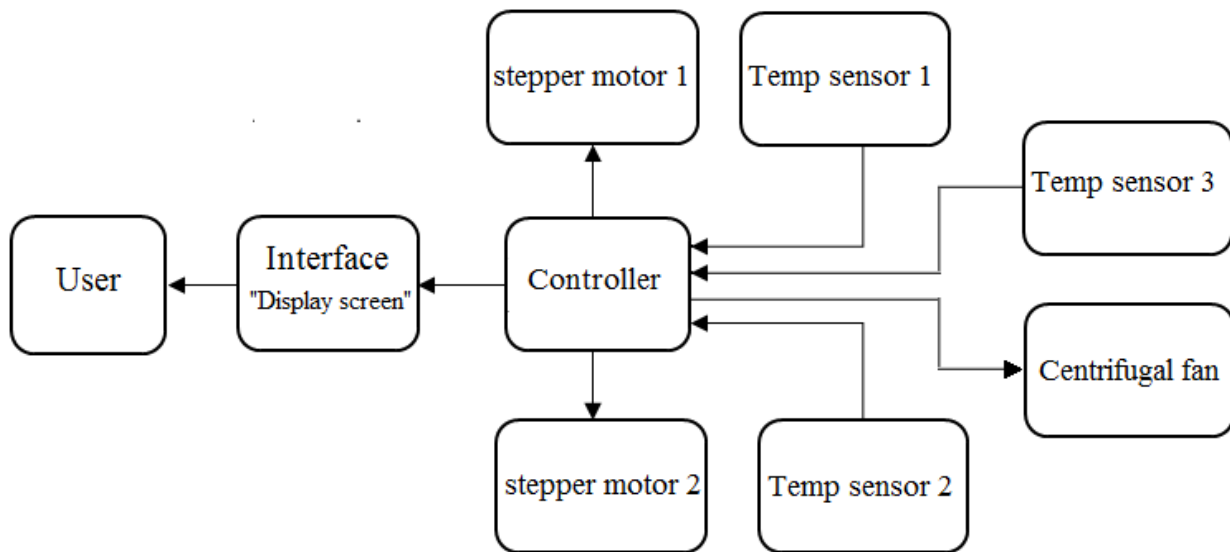 stepper motor 1
Temp sensor 1
Temp sensor 3
User
Interface
"Display screen"
Controller
Centrifugal fan
stepper motor 2
Temp sensor 2